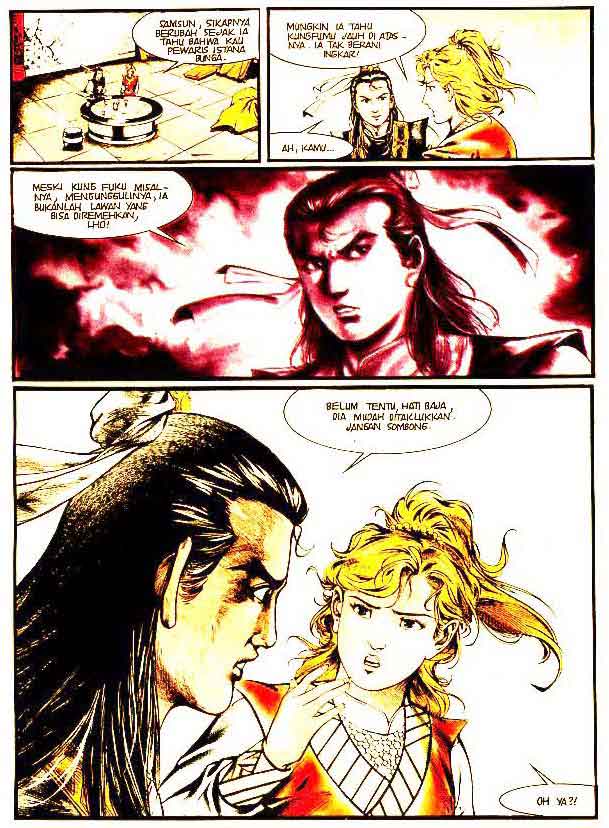 SAMSUN, SIKAPNYA
BERUBAH SEJAK IA
TAHU BAHWA KAU
PEWARIS ISTANA
BUNGA.
MUNGKIN IA TAHU
KUNGFUMU JAUH DI ATAS-
NYA. IA TAK BERANI
INGKAR!
AH, KAMU...
MESKI KUNG FUKU MISAL-
NYA, MENGUNGGULINYA, IA
BUKANLAH LAWAN YANG
BISA DIREMEHKAN,
LHO!
BELUM TENTU, HATI BAJA,
DIA MUDAH DITAKLUKKAN.
JANGAN SOMBONG.
OH YA?!